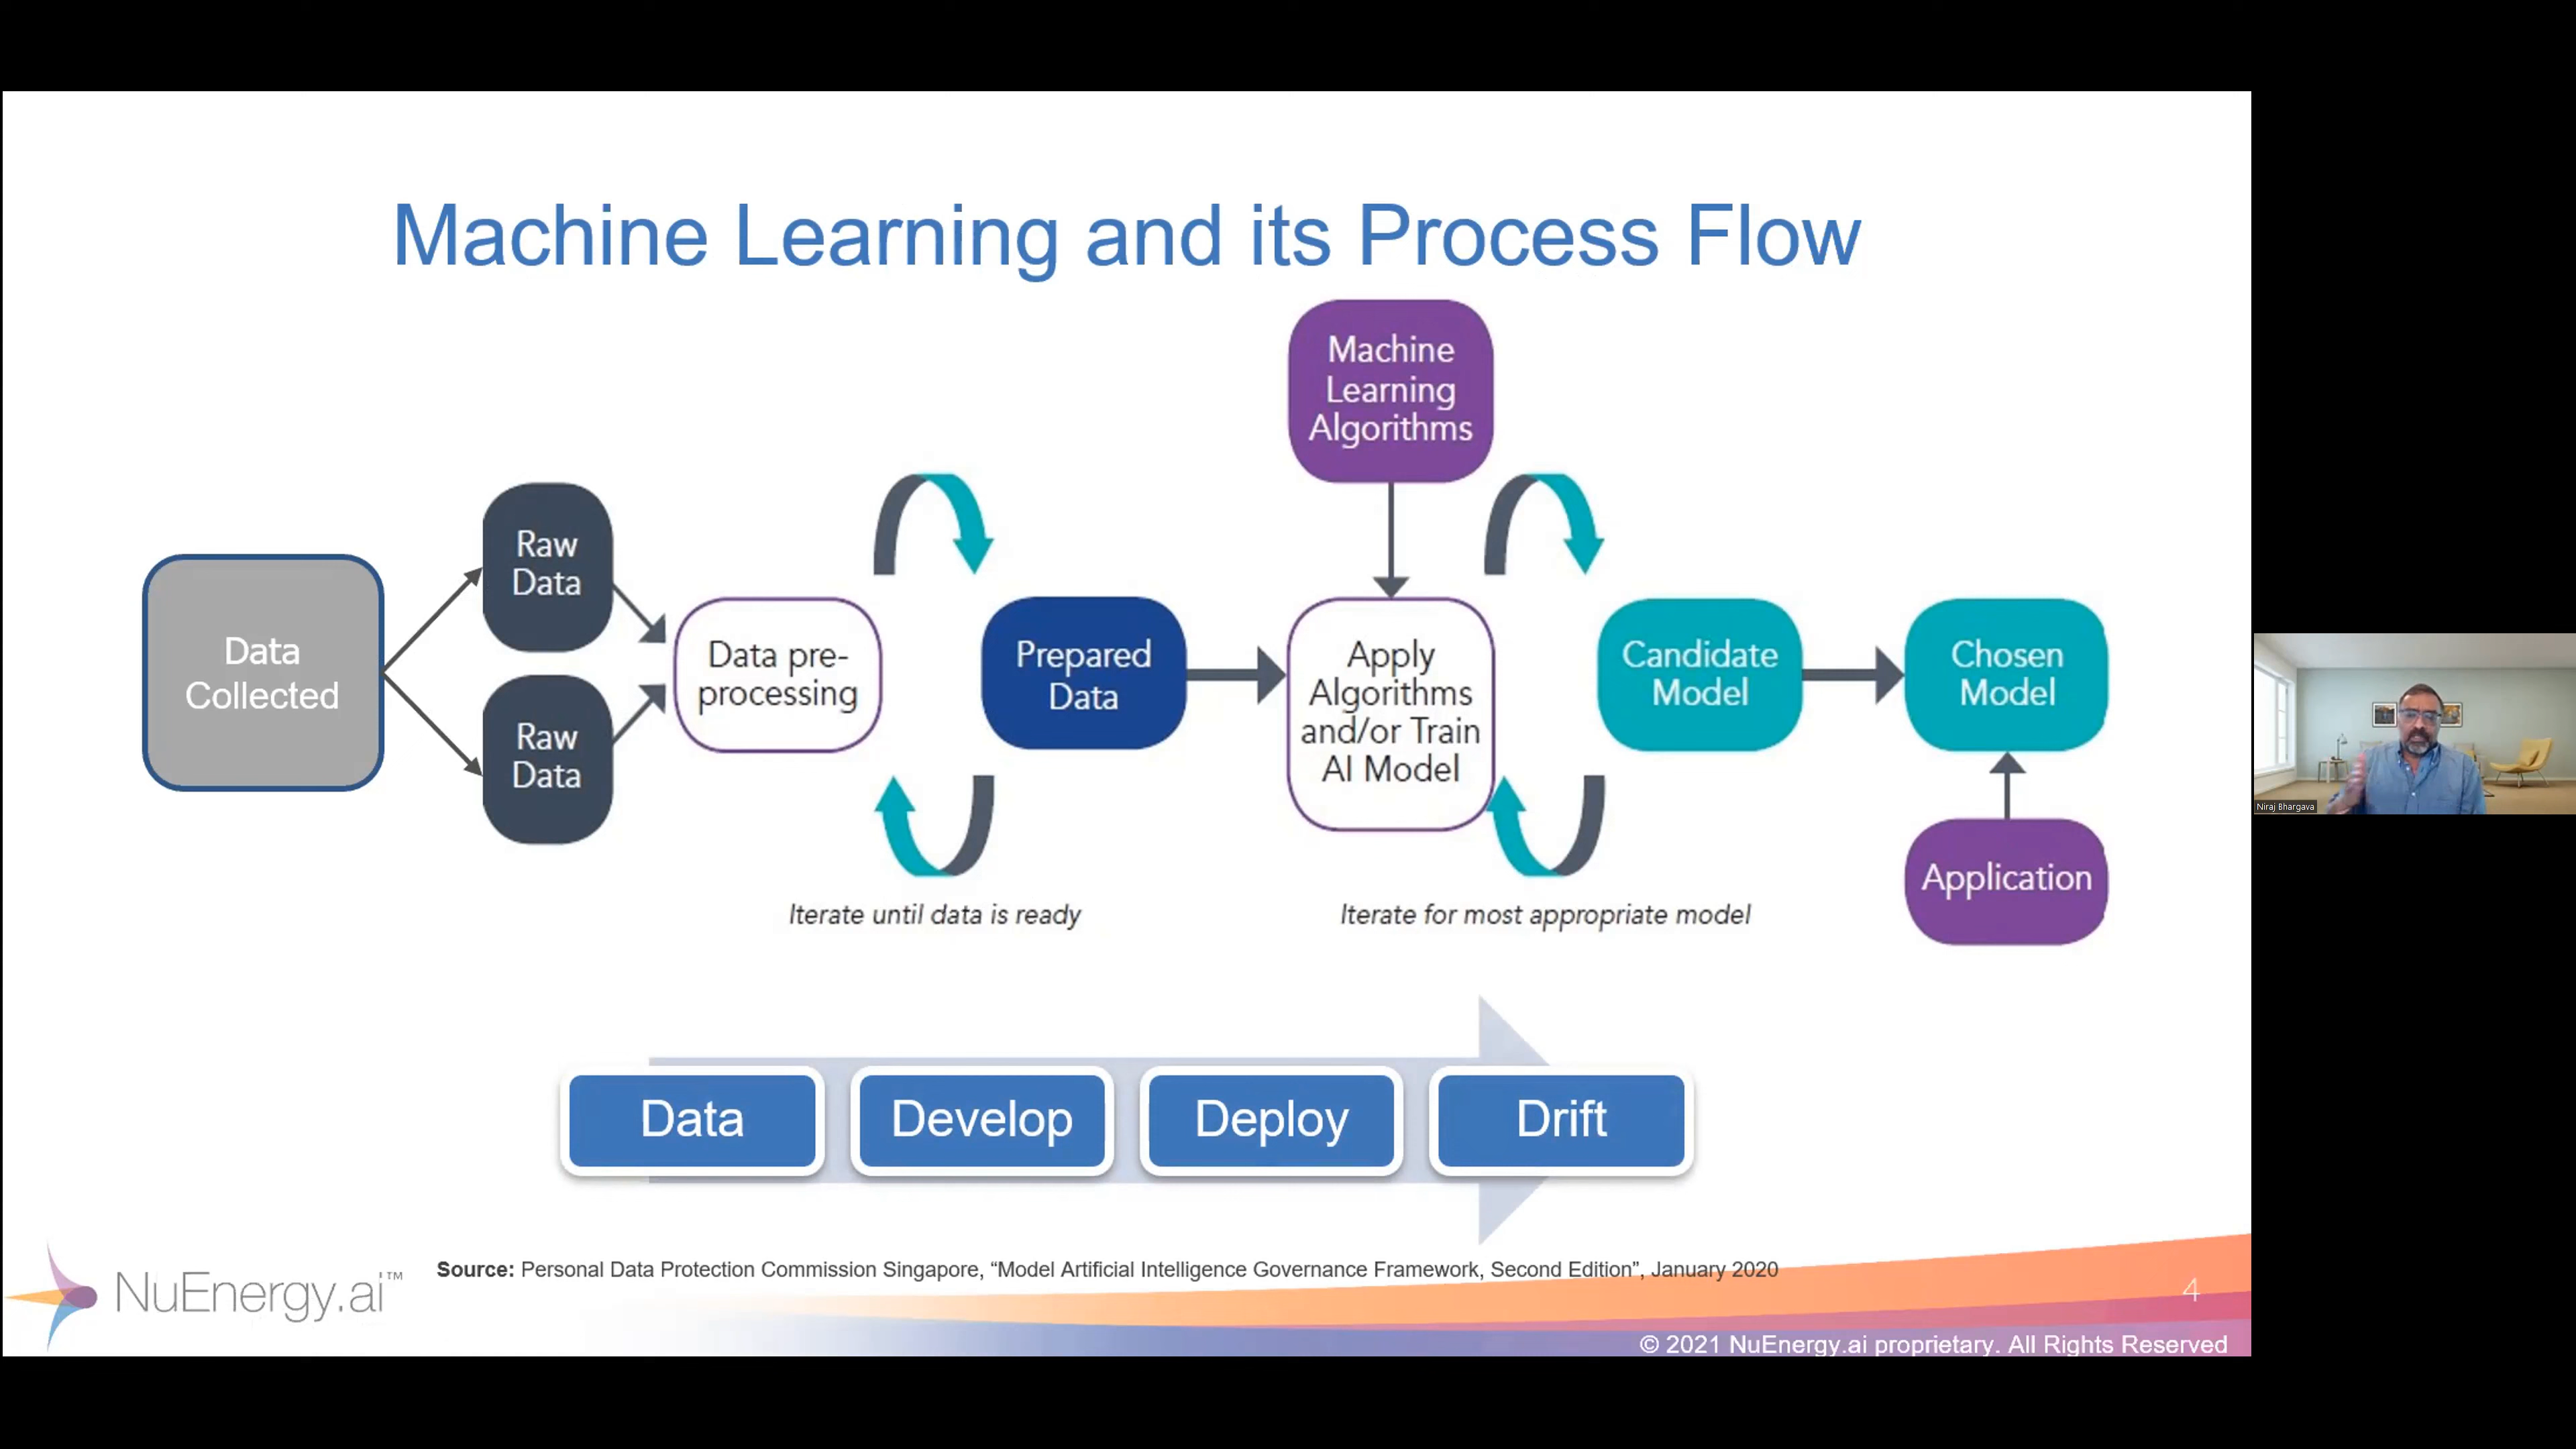 Machine Learning and its Process Flow
Machine
Learning
Algorithms
Data
Collected
Raw
Data
Raw
Data
Data pre-
processing
Prepared
Data
Apply
Algorithms
and/or Train
AI Model
Candidate
Model
Chosen
Model
Application
Iterate until data is ready
Iterate for most appropriate model
Data
Develop
Deploy
Drift
NuEnergy.ai™
Source: Personal Data Protection Commission Singapore, “Model Artificial Intelligence Governance Framework, Second Edition”, January 2020
4
© 2021 NuEnergy.ai proprietary. All Rights Reserved
Niraj Bhargava